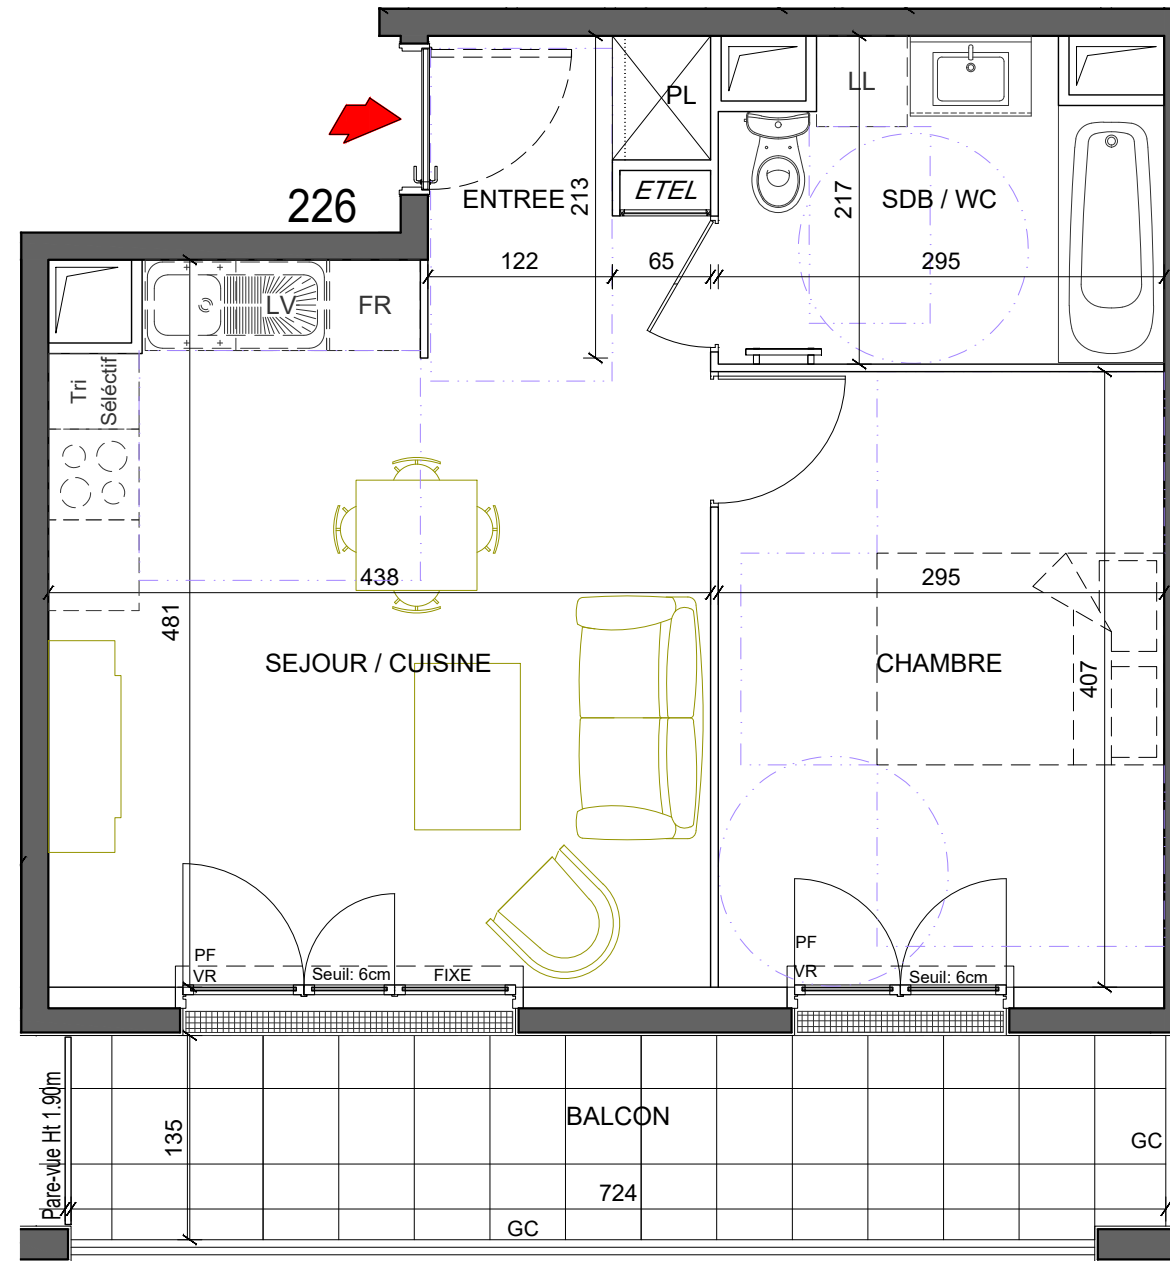 PL
LL
226
ENTREE
213
ETEL
217
SDB / WC
122
65
295
LV
FR
Tri
Séléctif
438
295
481
SEJOUR / CUISINE
CHAMBRE
407
PF
VR
Seuil: 6cm
FIXE
PF
VR
Seuil: 6cm
Pare-vue Ht 1.90m
135
BALCON
GC
724
GC